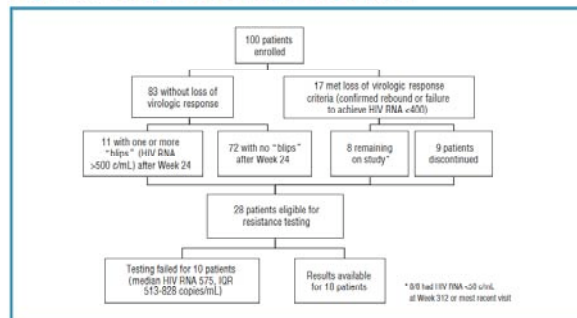 100 patients
enrolled
83 without loss of
virologic response
17 met loss of virologic response
criteria (confirmed rebound or failure
to achieve HIV RNA <400)
11 with one or more
"blips" (HIV RNA
>500 c/mL) after Week 24
72 with no "blips"
after Week 24
8 remaining
on study*
9 patients
discontinued
28 patients eligible for
resistance testing
Testing failed for 10 patients
(median HIV RNA 575, IQR
513-828 copies/mL)
Results available
for 18 patients
* 8/8 had HIV RNA <50 c/mL
at Week 312 or most recent visit